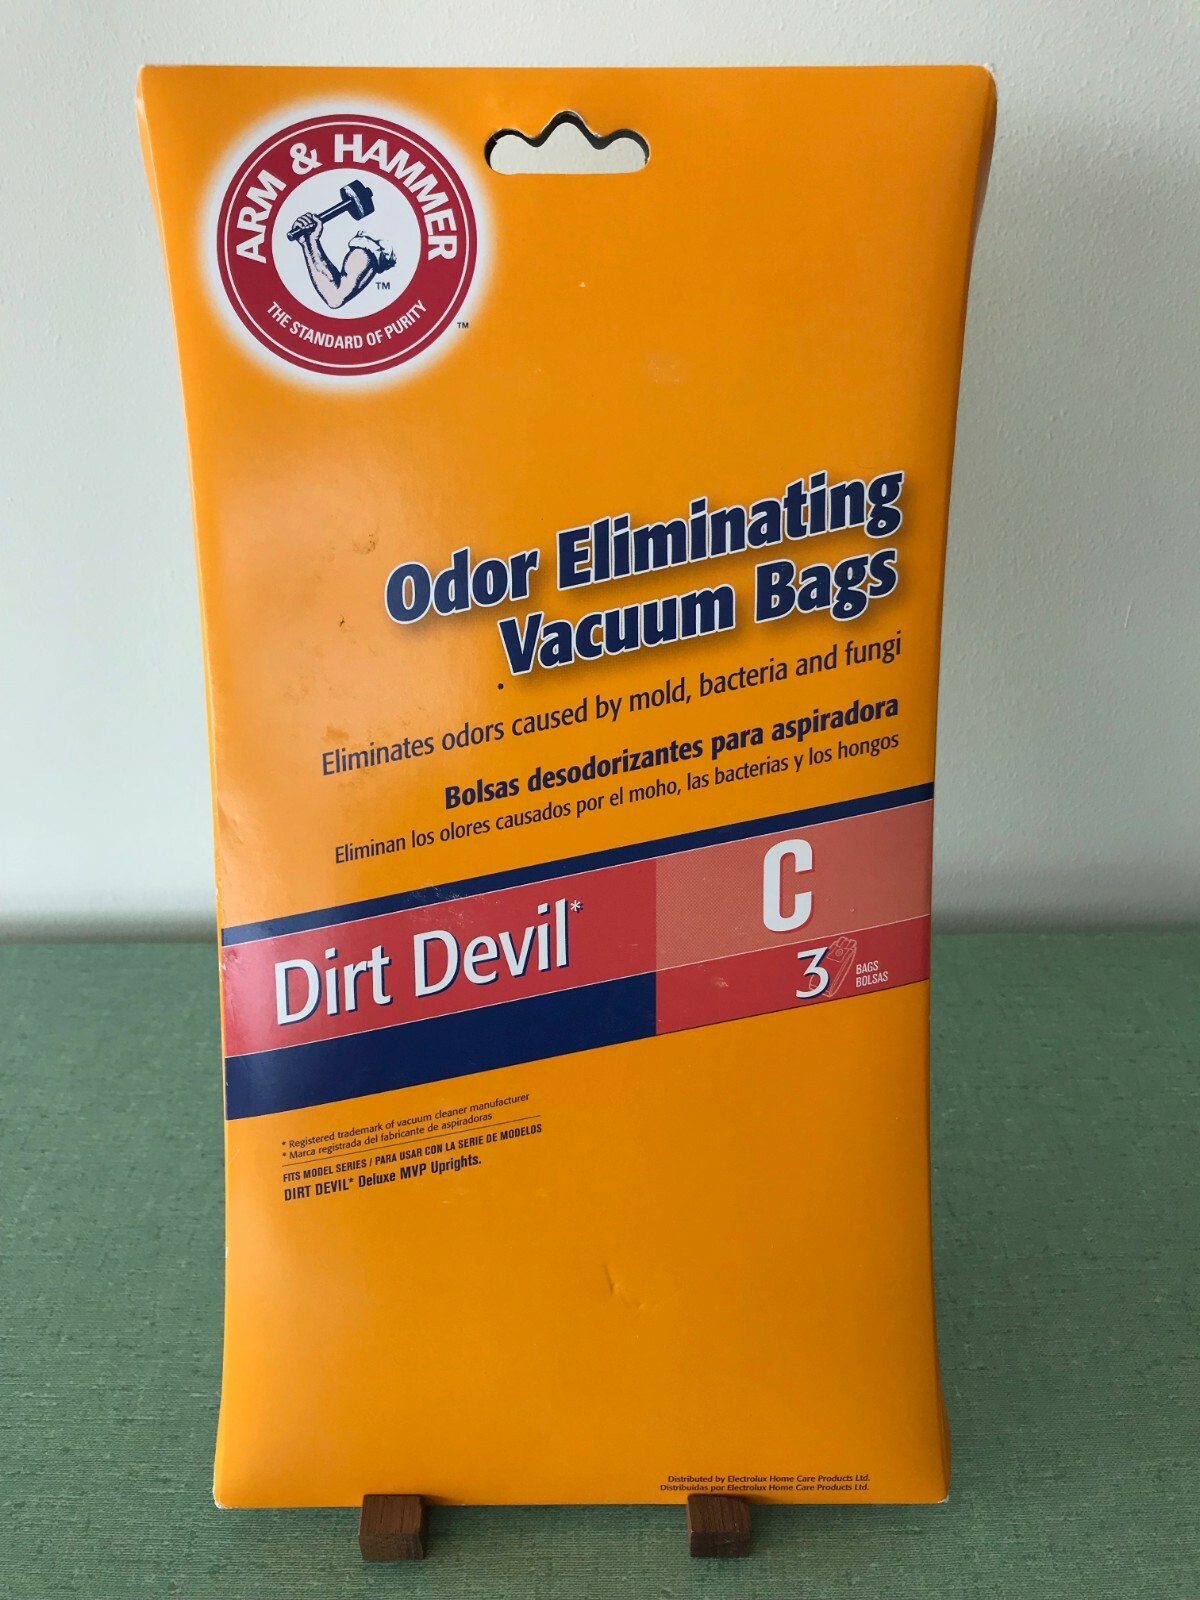 ARM & HAMMER
THE STANDARD OF PURITY
TM
TM
Odor Eliminating
Vacuum Bags
Eliminates odors caused by mold, bacteria and fungi
Bolsas desodorizantes para aspiradora
Eliminan los olores causados por el moho, las bacterias y los hongos
Dirt Devil*
C
3 BAGS
BOLSAS
* Registered trademark of vacuum cleaner manufacturer
* Marca registrada del fabricante de aspiradoras
FITS MODEL SERIES / PARA USAR CON LA SERIE DE MODELOS
DIRT DEVIL* Deluxe MVP Uprights.
Distributed by Electrolux Home Care Products Ltd.
Distribuidas por Electrolux Home Care Products Ltd.